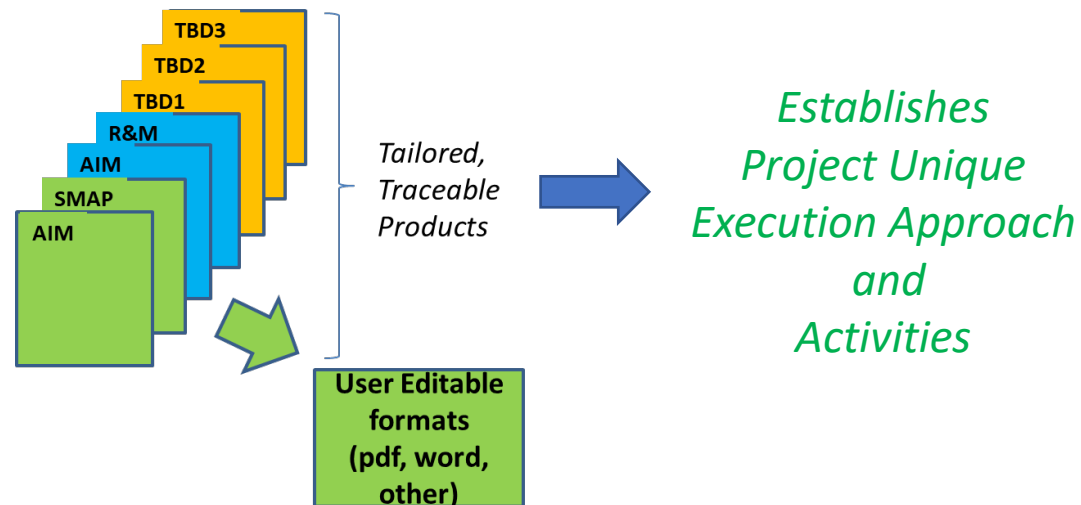 TBD3
TBD2
TBD1
R&M
AIM
SMAP
AIM
Tailored,
Traceable
Products
User Editable
formats
(pdf, word,
other)
Establishes
Project Unique
Execution Approach
and
Activities